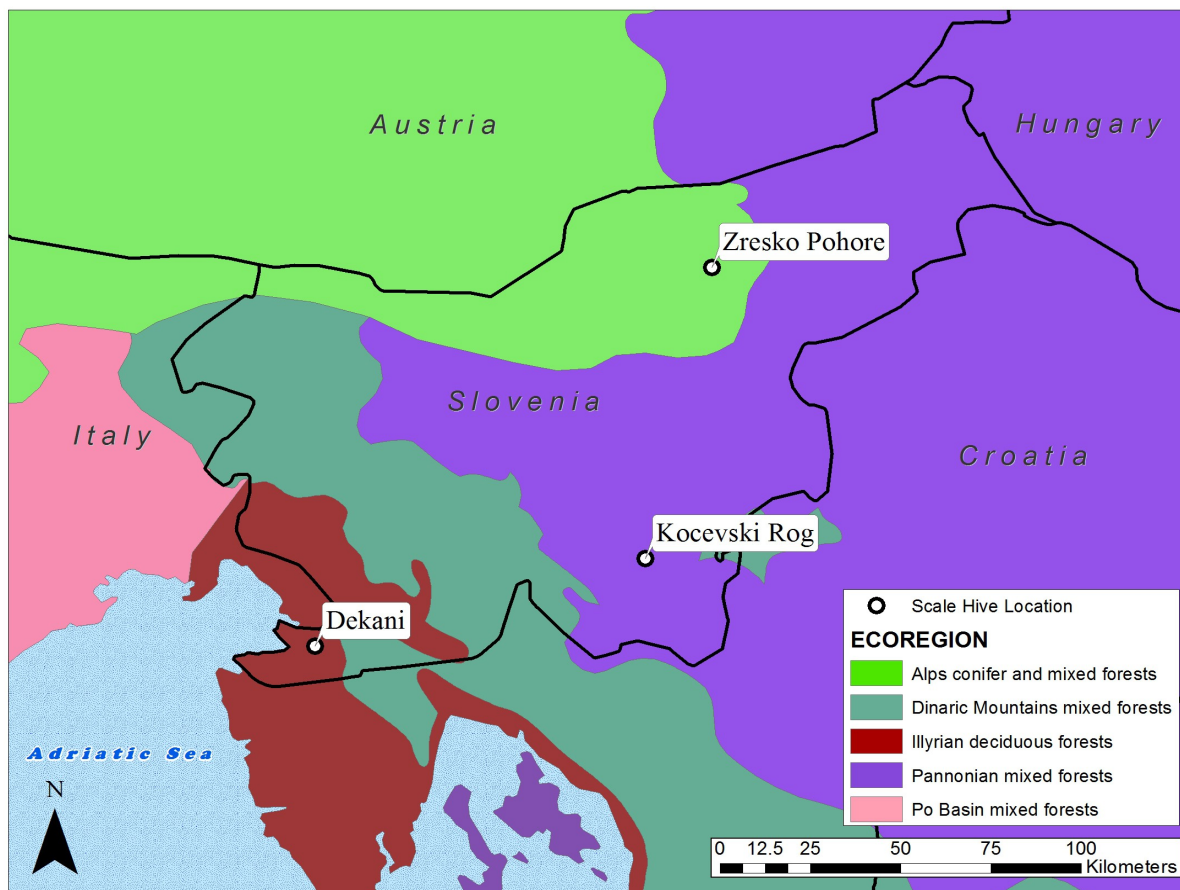 Austria
Hungary
Zresko Pohore
Slovenia
Italy
Croatia
Kocevski Rog
Dekani
Adriatic Sea
N
Scale Hive Location
ECOREGION
Alps conifer and mixed forests
Dinaric Mountains mixed forests
Illyrian deciduous forests
Pannonian mixed forests
Po Basin mixed forests
0 12.5 25 50 75 100
Kilometers